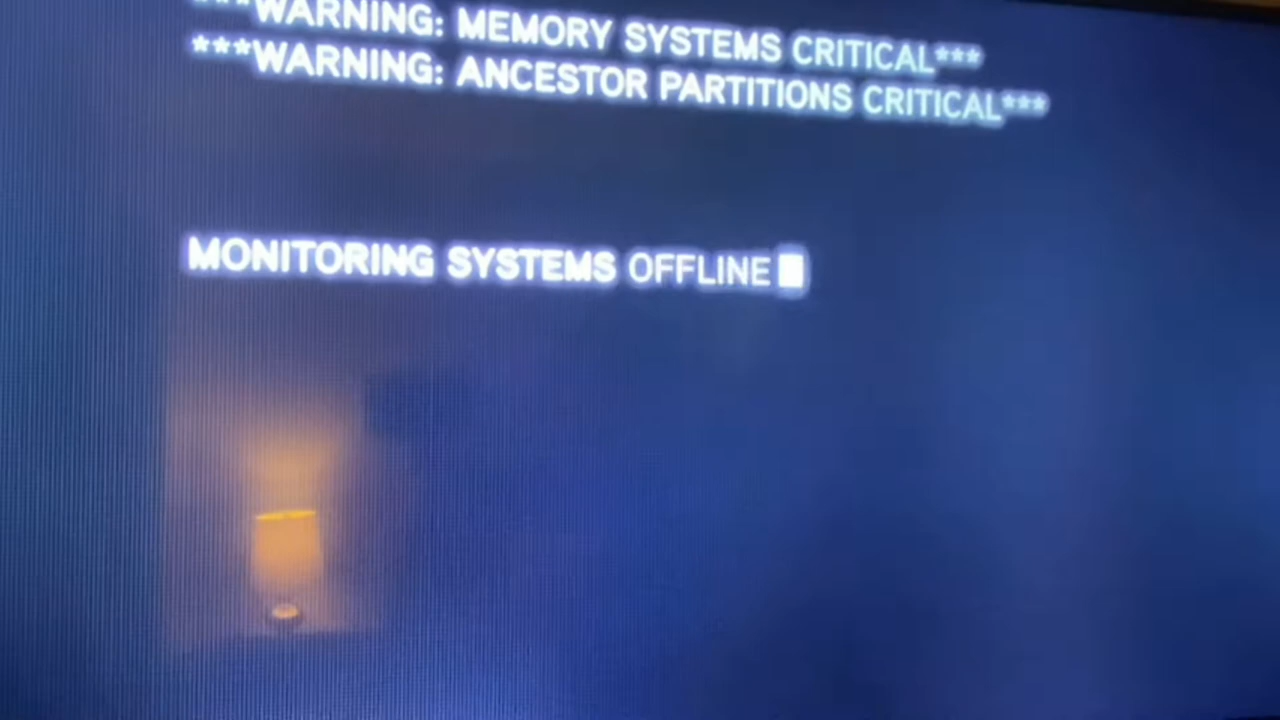 ***WARNING: MEMORY SYSTEMS CRITICAL***
***WARNING: ANCESTOR PARTITIONS CRITICAL***
MONITORING SYSTEMS OFFLINE